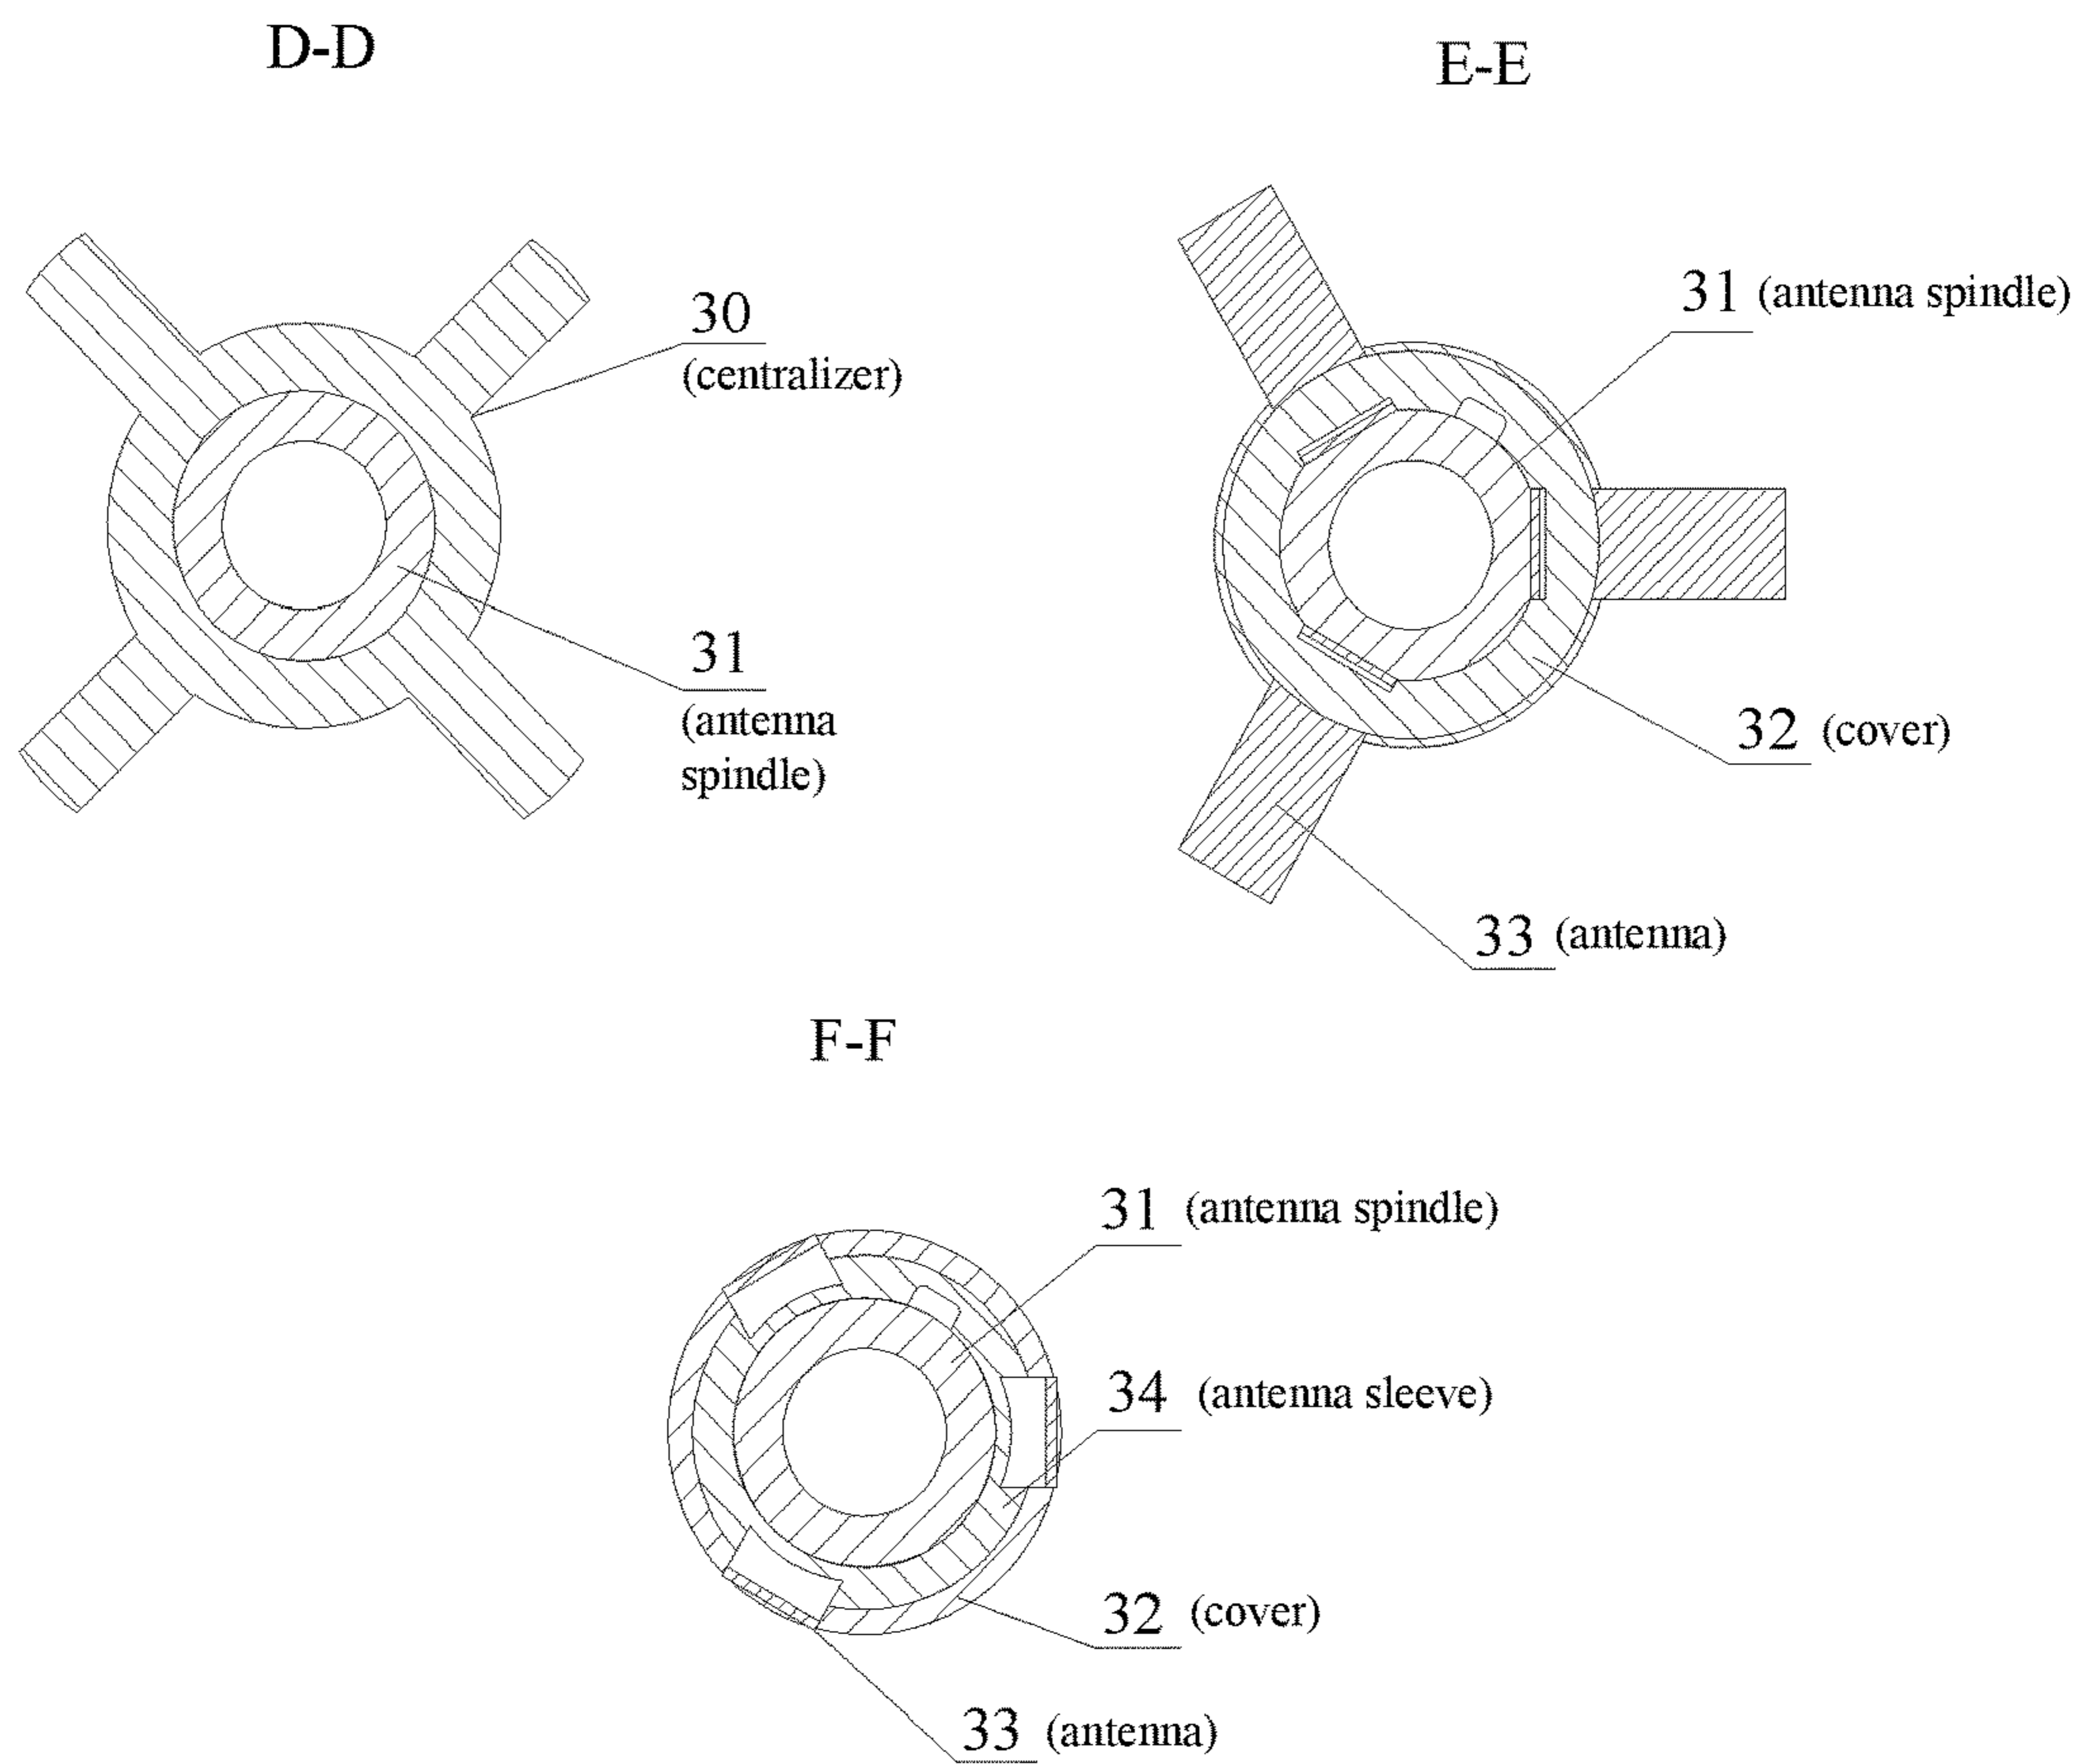 D-D
30
(centralizer)
31
(antenna
spindle)
E-E
31 (antenna spindle)
32 (cover)
33 (antenna)
F-F
31 (antenna spindle)
34 (antenna sleeve)
32 (cover)
33 (antenna)